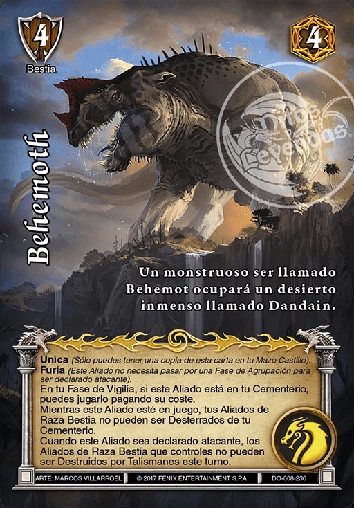 4
4
Bestia
mitos
y leyendas
Behemoth
Un monstruoso ser llamado
Behemot ocupará un desierto
inmenso llamado Dandain.
Única (Sólo puedes tener una copia de esta carta en tu Mazo Castillo).
Furia (Este Aliado no necesita pasar por una Fase de Agrupación para
ser declarado atacante).
En tu Fase de Vigilia, si este Aliado está en tu Cementerio,
puedes jugarlo pagando su coste.
Mientras este Aliado esté en juego, tus Aliados de
Raza Bestia no pueden ser Desterrados de tu
Cementerio.
Cuando este Aliado sea declarado atacante, los
Aliados de Raza Bestia que controles no pueden
ser Destruidos por Talismanes este turno.
ARTE: MARCOS VILLARROEL
© 2017 FENIX ENTERTAINMENT S.P.A.